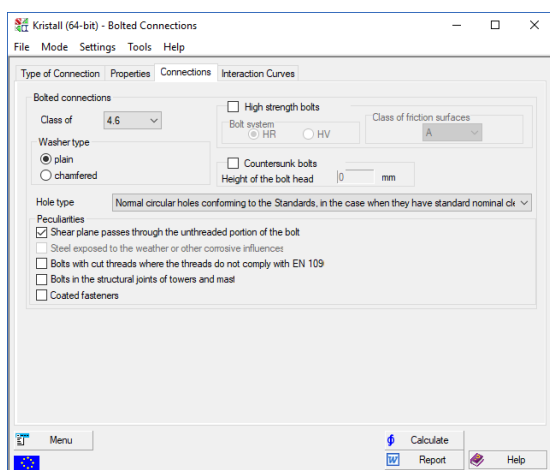 Kristall (64-bit) - Bolted Connections
File Mode Settings Tools Help
Type of Connection Properties Connections Interaction Curves
Bolted connections
Class of 4.6
High strength bolts
Bolt system
HR HV
Class of friction surfaces
A
Washer type
plain
chamfered
Countersunk bolts
Height of the bolt head 0 mm
Hole type Normal circular holes conforming to the Standards, in the case when they have standard nominal cl
Peculiarities
Shear plane passes through the unthreaded portion of the bolt
Steel exposed to the weather or other corrosive influences
Bolts with cut threads where the threads do not comply with EN 109
Bolts in the structural joints of towers and mast
Coated fasteners
Menu
Calculate
Report
Help